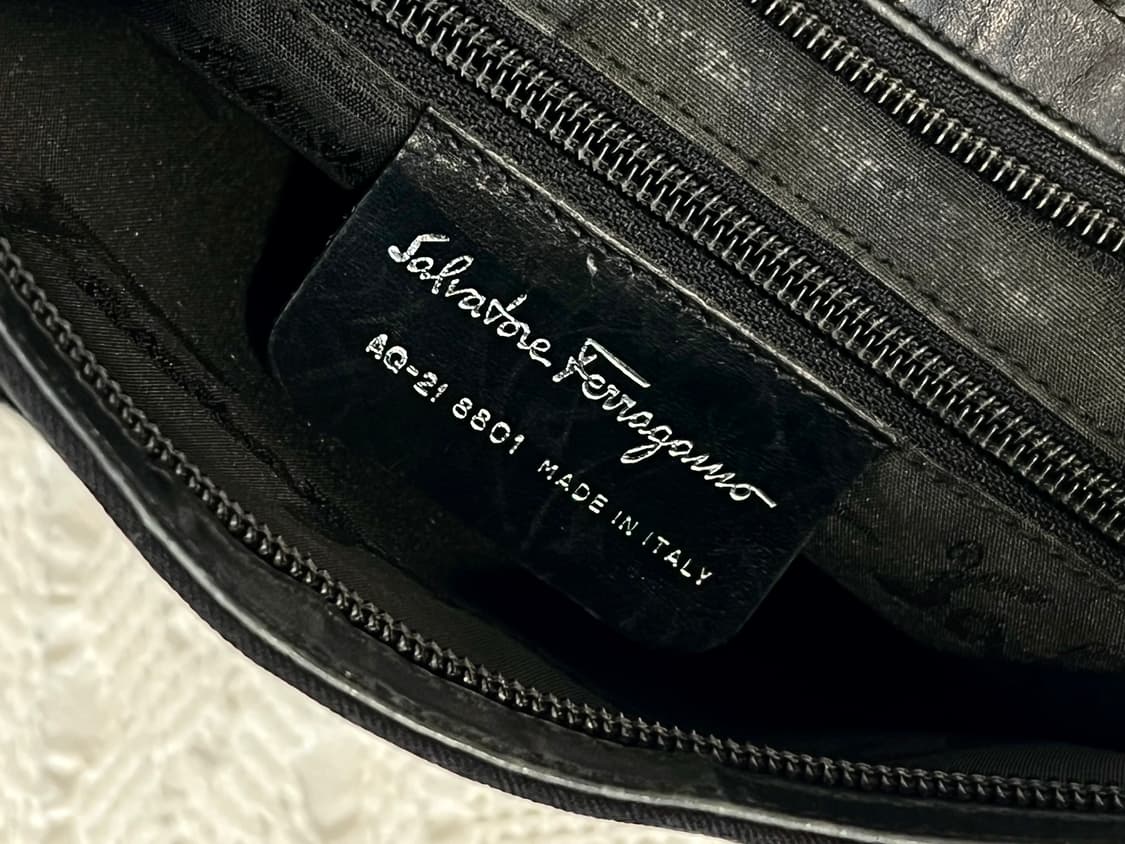 Salvatore Ferragamo
AQ-21 8801 MADE IN ITALY